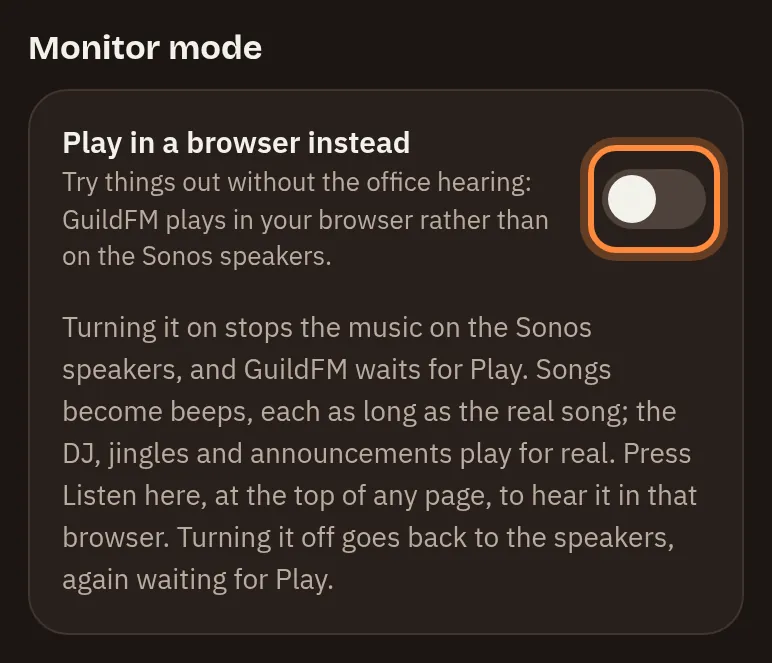 Monitor mode
Play in a browser instead
Try things out without the office hearing:
GuildFM plays in your browser rather than
on the Sonos speakers.
Turning it on stops the music on the Sonos
speakers, and GuildFM waits for Play. Songs
become beeps, each as long as the real song; the
DJ, jingles and announcements play for real. Press
Listen here, at the top of any page, to hear it in that
browser. Turning it off goes back to the speakers,
again waiting for Play.